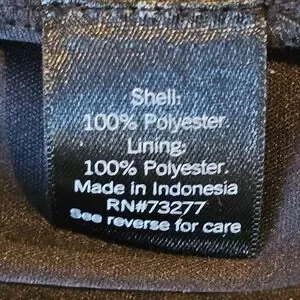 Shell:
100% Polyester.
Lining:
100% Polyester.
Made in Indonesia
RN#73277
See reverse for care